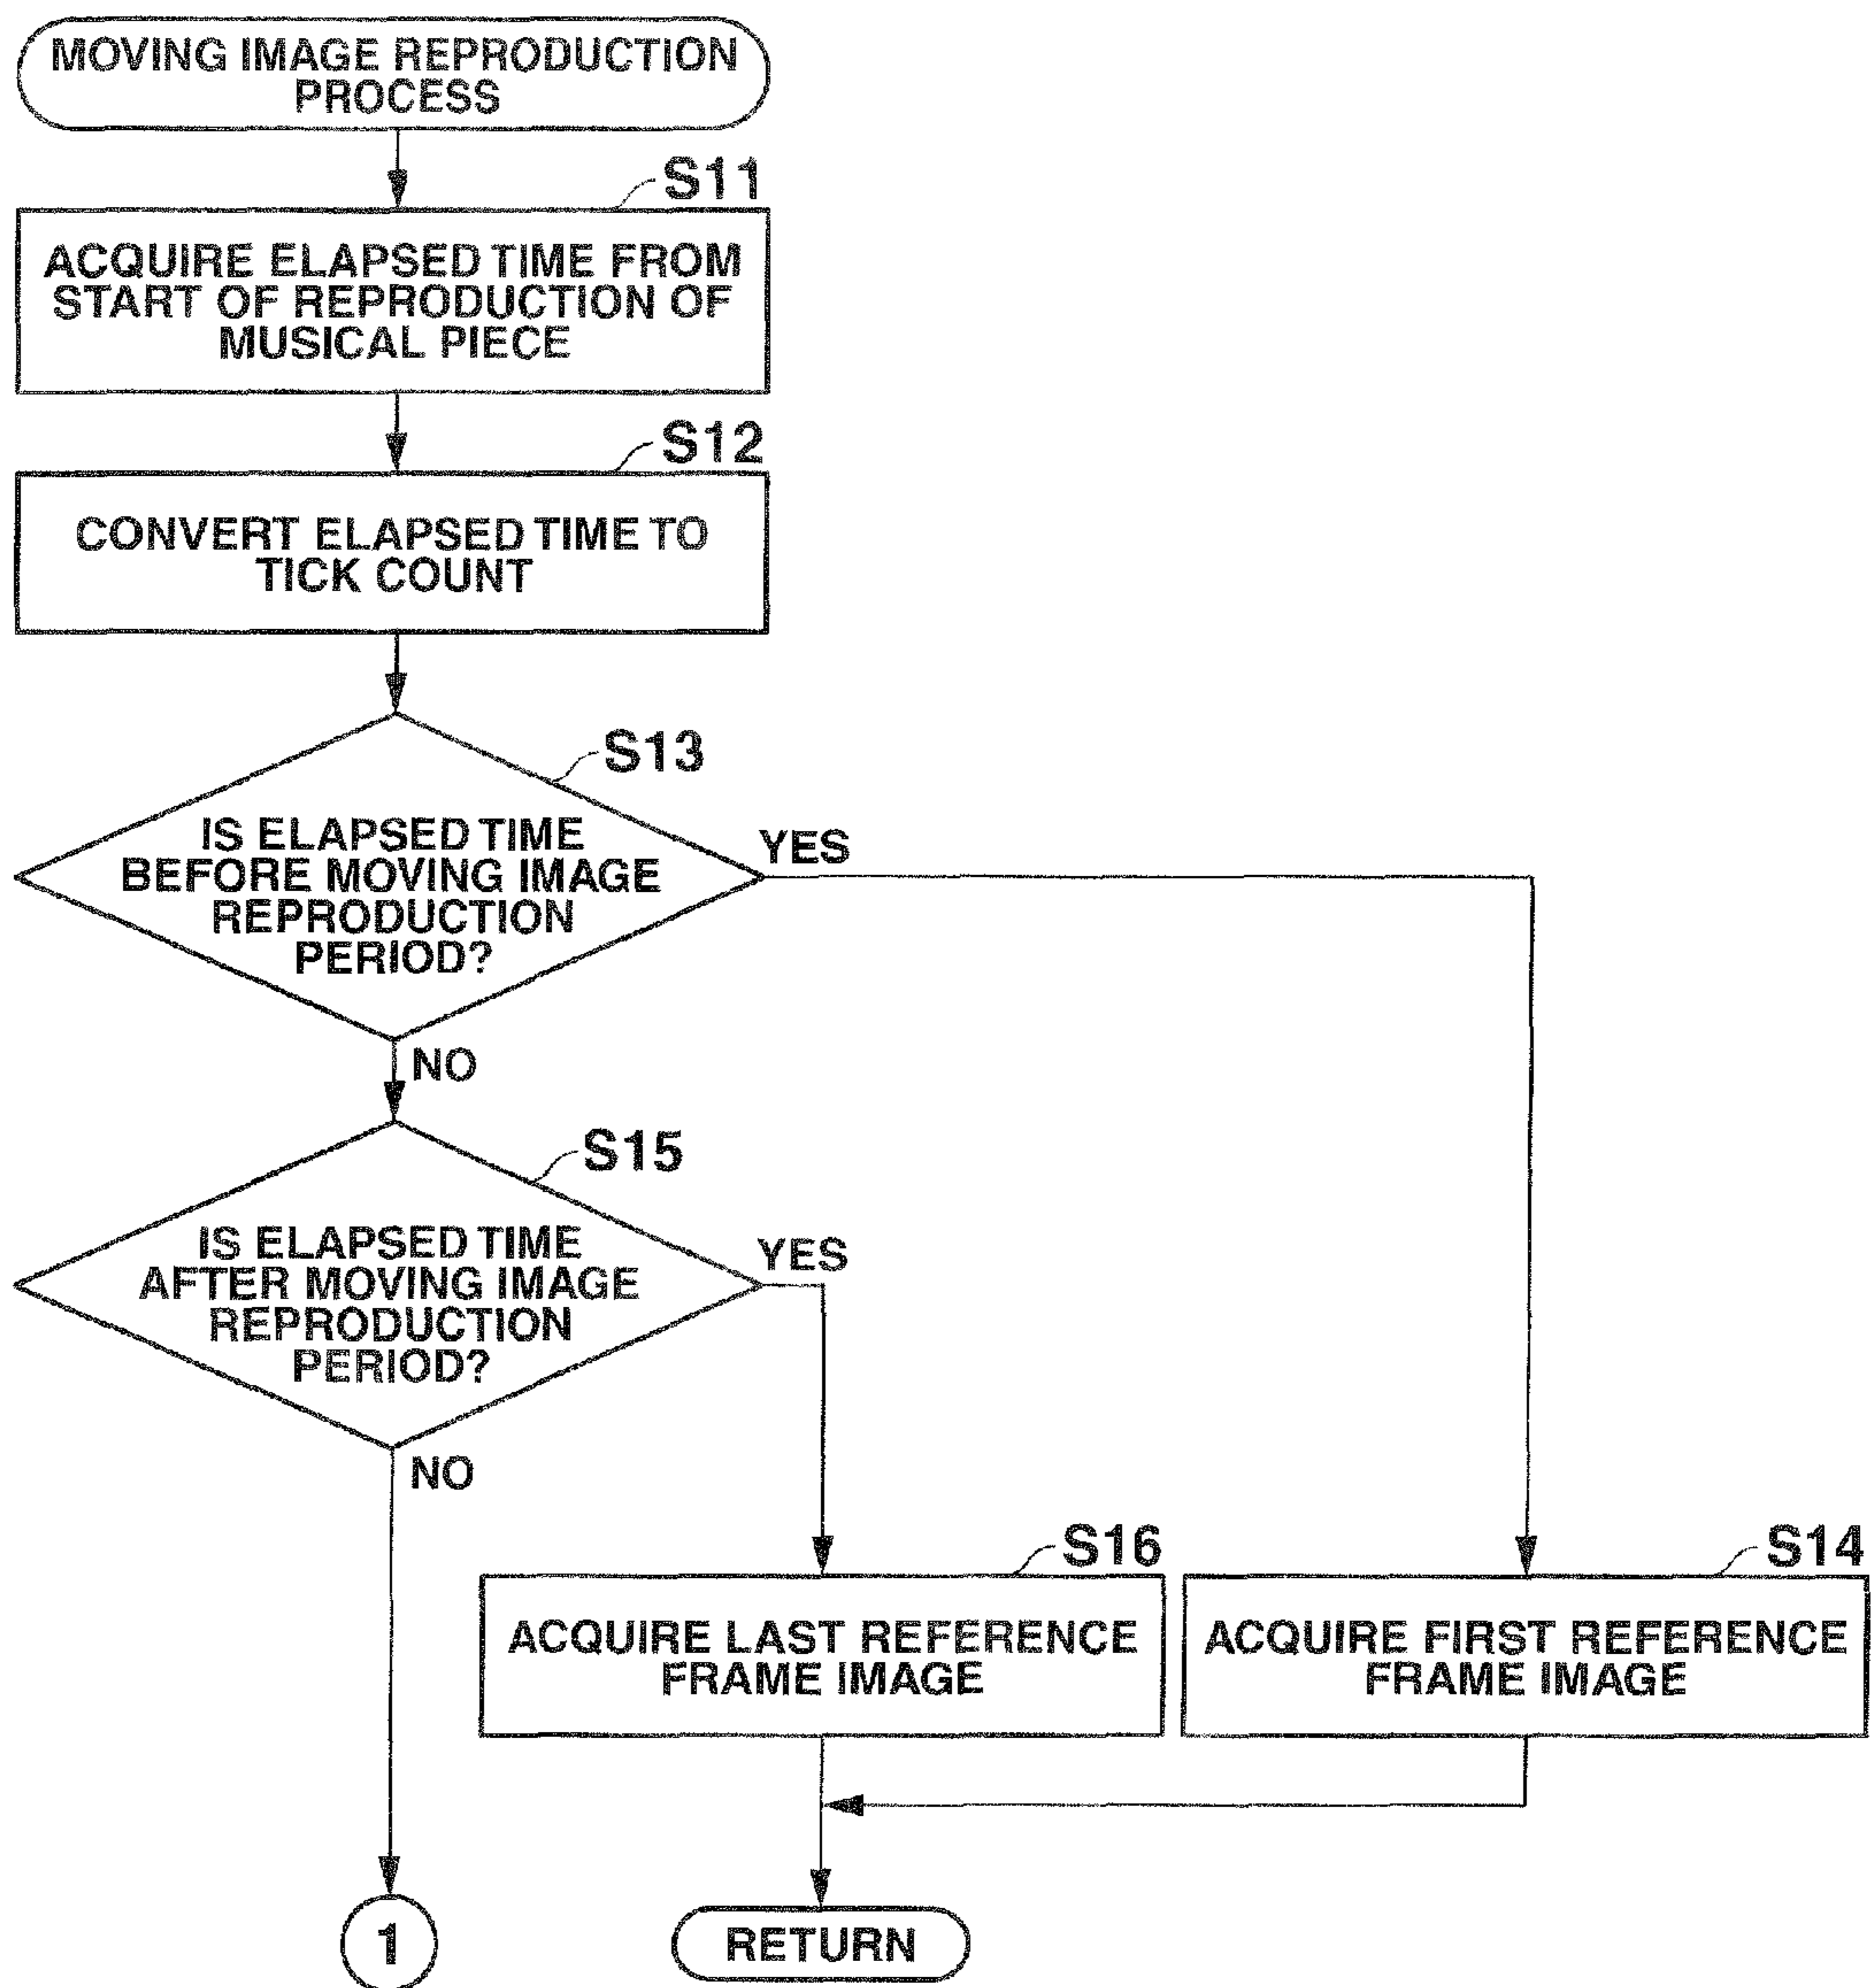 MOVING IMAGE REPRODUCTION
PROCESS
S11
ACQUIRE ELAPSED TIME FROM
START OF REPRODUCTION OF
MUSICAL PIECE
S12
CONVERT ELAPSED TIME TO
TICK COUNT
S13
IS ELAPSED TIME
BEFORE MOVING IMAGE
REPRODUCTION
PERIOD?
YES
NO
S15
IS ELAPSED TIME
AFTER MOVING IMAGE
REPRODUCTION
PERIOD?
YES
NO
S16
ACQUIRE LAST REFERENCE
FRAME IMAGE
S14
ACQUIRE FIRST REFERENCE
FRAME IMAGE
1
RETURN